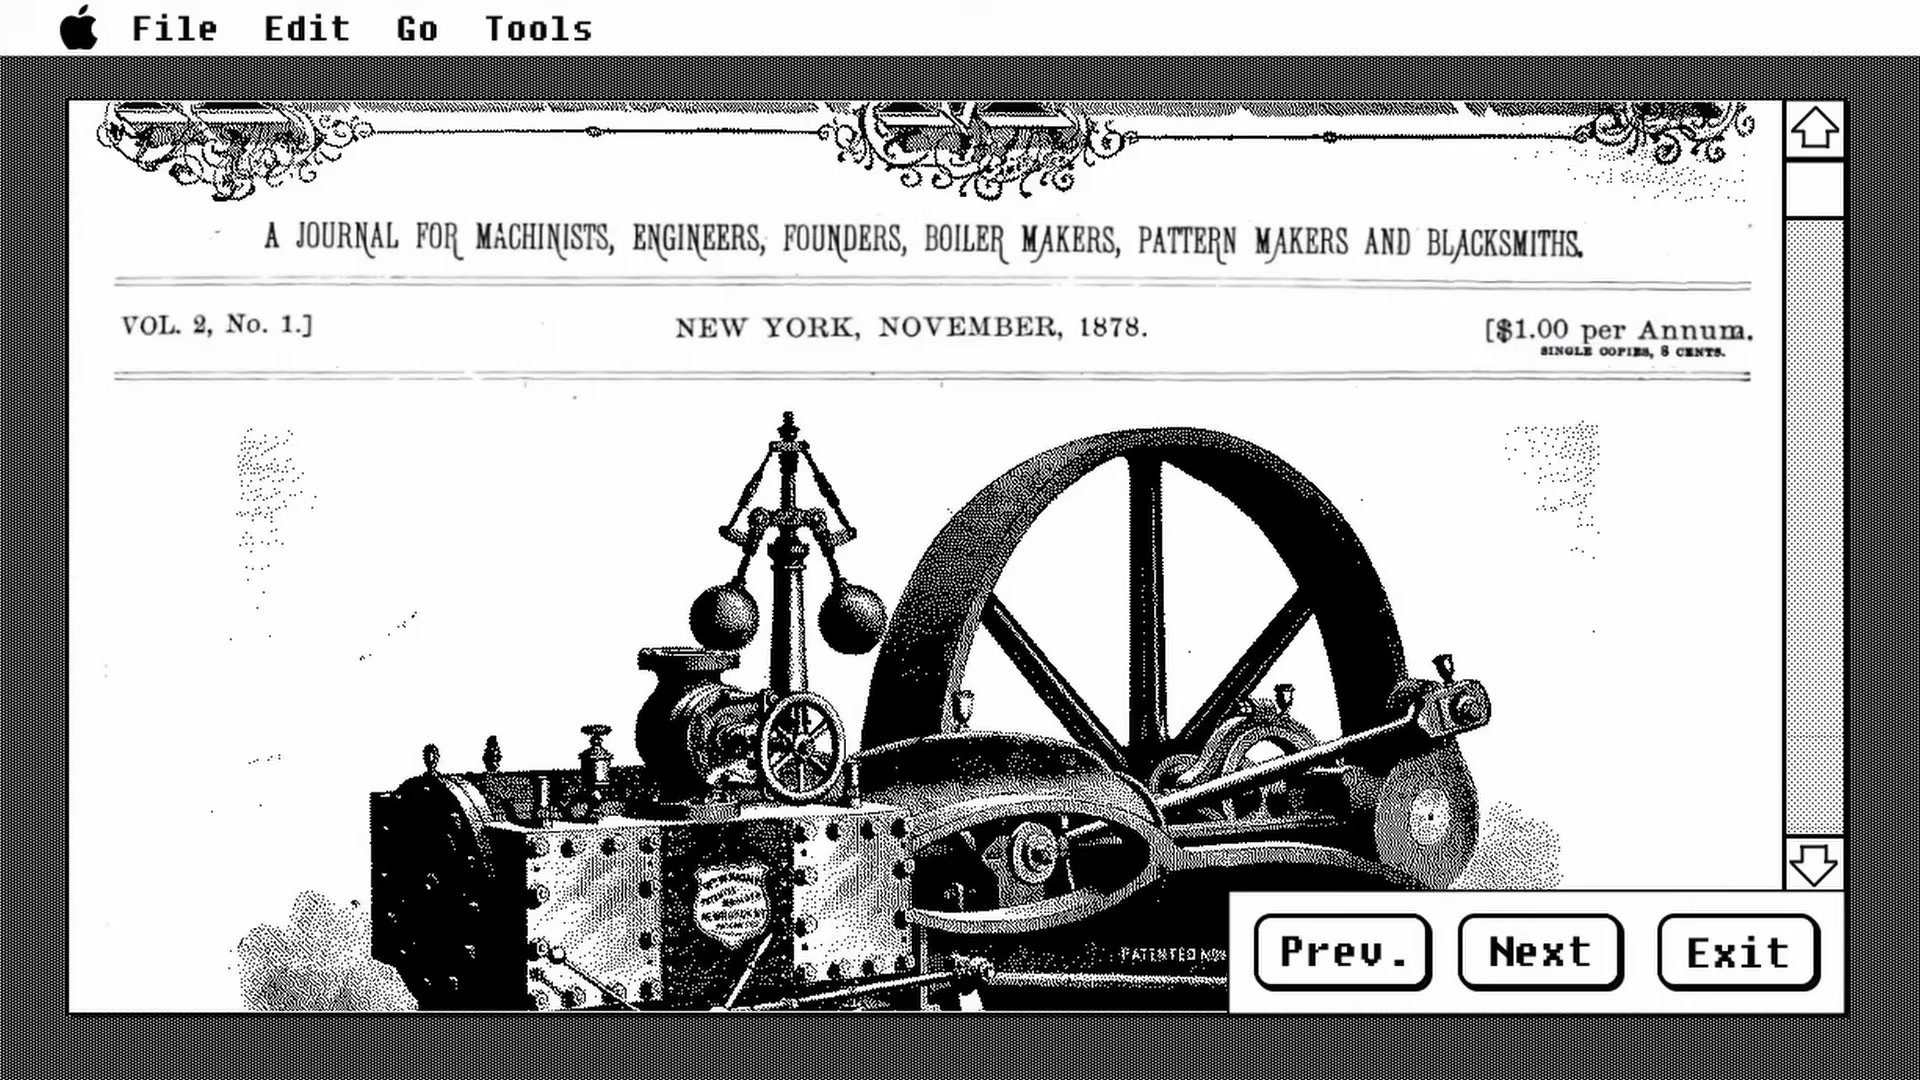 File Edit Go Tools
A JOURNAL FOR MACHINISTS, ENGINEERS, FOUNDERS, BOILER MAKERS, PATTERN MAKERS AND BLACKSMITHS.
VOL. 2, No. 1.] NEW YORK, NOVEMBER, 1878. [$1.00 per Annum.
SINGLE COPIES, 8 CENTS.
PATENTED
Prev. Next Exit